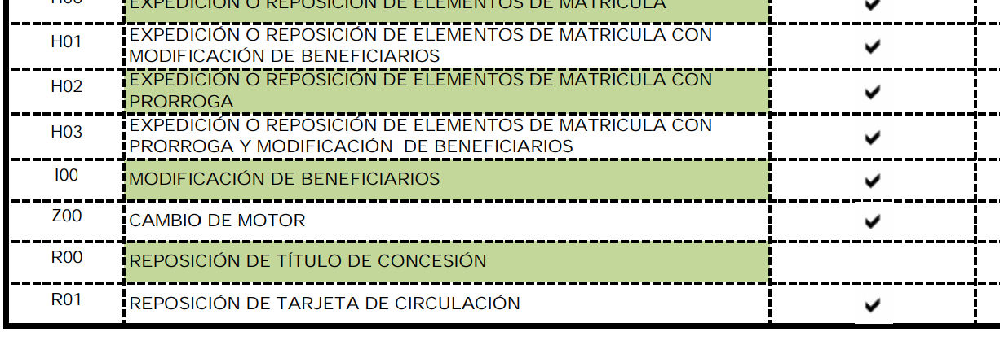 H00 EXPEDICIÓN O REPOSICIÓN DE ELEMENTOS DE MATRICULA
H01 EXPEDICIÓN O REPOSICIÓN DE ELEMENTOS DE MATRICULA CON
MODIFICACIÓN DE BENEFICIARIOS
H02 EXPEDICIÓN O REPOSICIÓN DE ELEMENTOS DE MATRICULA CON
PRORROGA
H03 EXPEDICIÓN O REPOSICIÓN DE ELEMENTOS DE MATRICULA CON
PRORROGA Y MODIFICACIÓN DE BENEFICIARIOS
I00 MODIFICACIÓN DE BENEFICIARIOS
Z00 CAMBIO DE MOTOR
R00 REPOSICIÓN DE TÍTULO DE CONCESIÓN
R01 REPOSICIÓN DE TARJETA DE CIRCULACIÓN